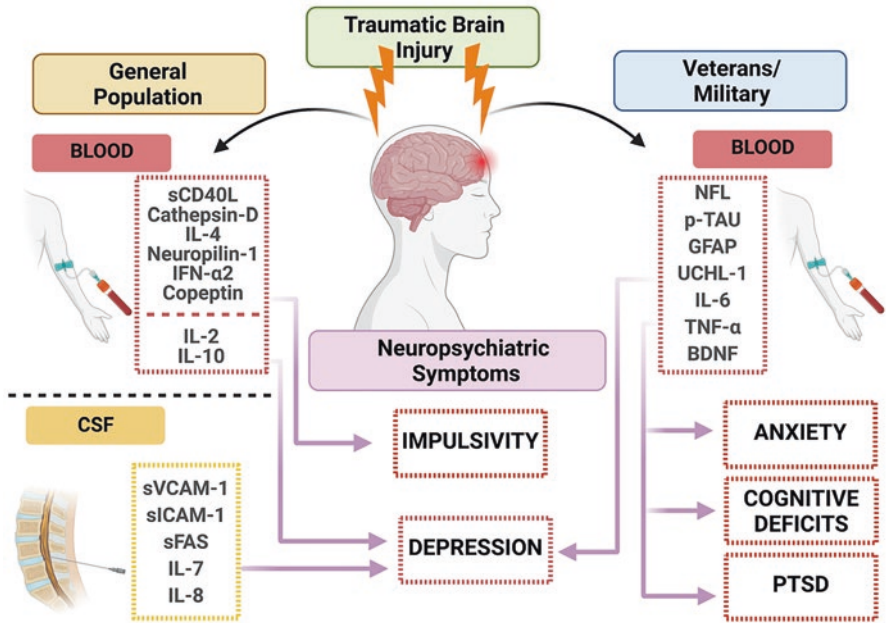 Traumatic Brain
Injury
General
Population
Veterans/
Military
BLOOD
sCD40L
Cathepsin-D
IL-4
Neuropilin-1
IFN-α2
Copeptin
IL-2
IL-10
BLOOD
NFL
p-TAU
GFAP
UCHL-1
IL-6
TNF-α
BDNF
Neuropsychiatric
Symptoms
CSF
sVCAM-1
sICAM-1
sFAS
IL-7
IL-8
IMPULSIVITY
DEPRESSION
ANXIETY
COGNITIVE
DEFICITS
PTSD